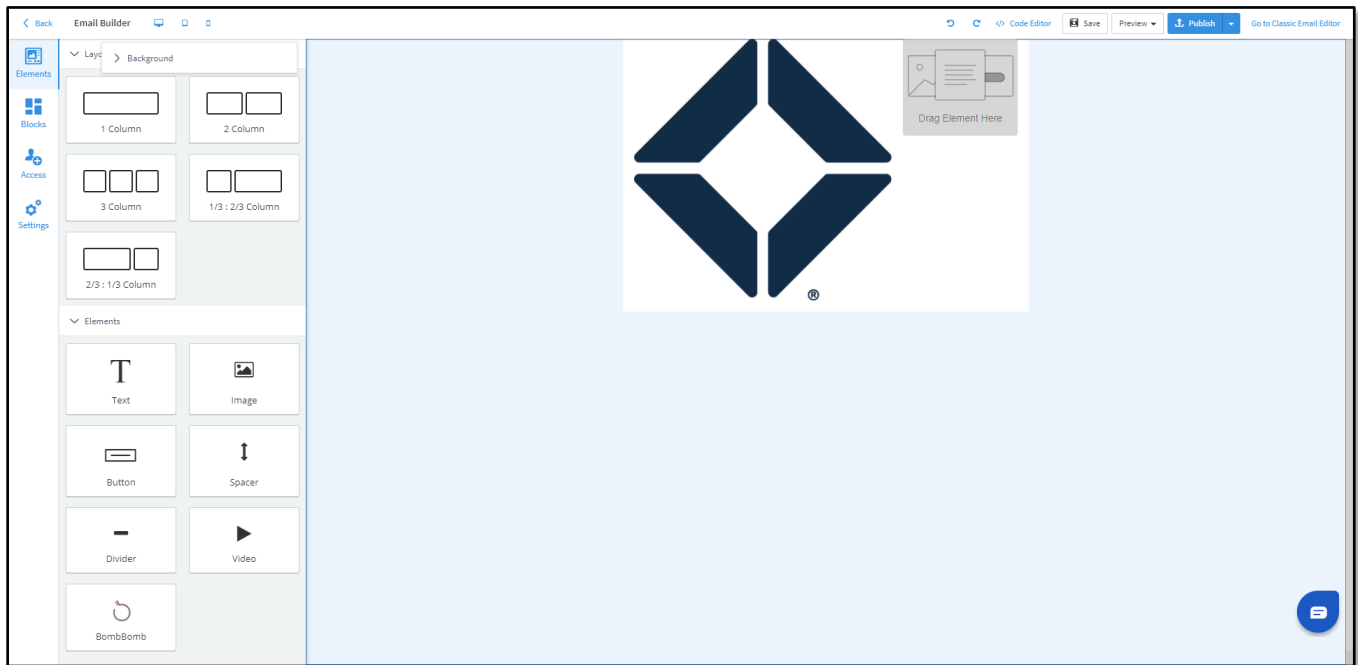 Back
Email Builder
</> Code Editor
Save
Preview
Publish
Go to Classic Email Editor
Elements
Blocks
Access
Settings
Layo
Background
1 Column
2 Column
3 Column
1/3 : 2/3 Column
2/3 : 1/3 Column
Elements
Text
Image
Button
Spacer
Divider
Video
BombBomb
Drag Element Here
®